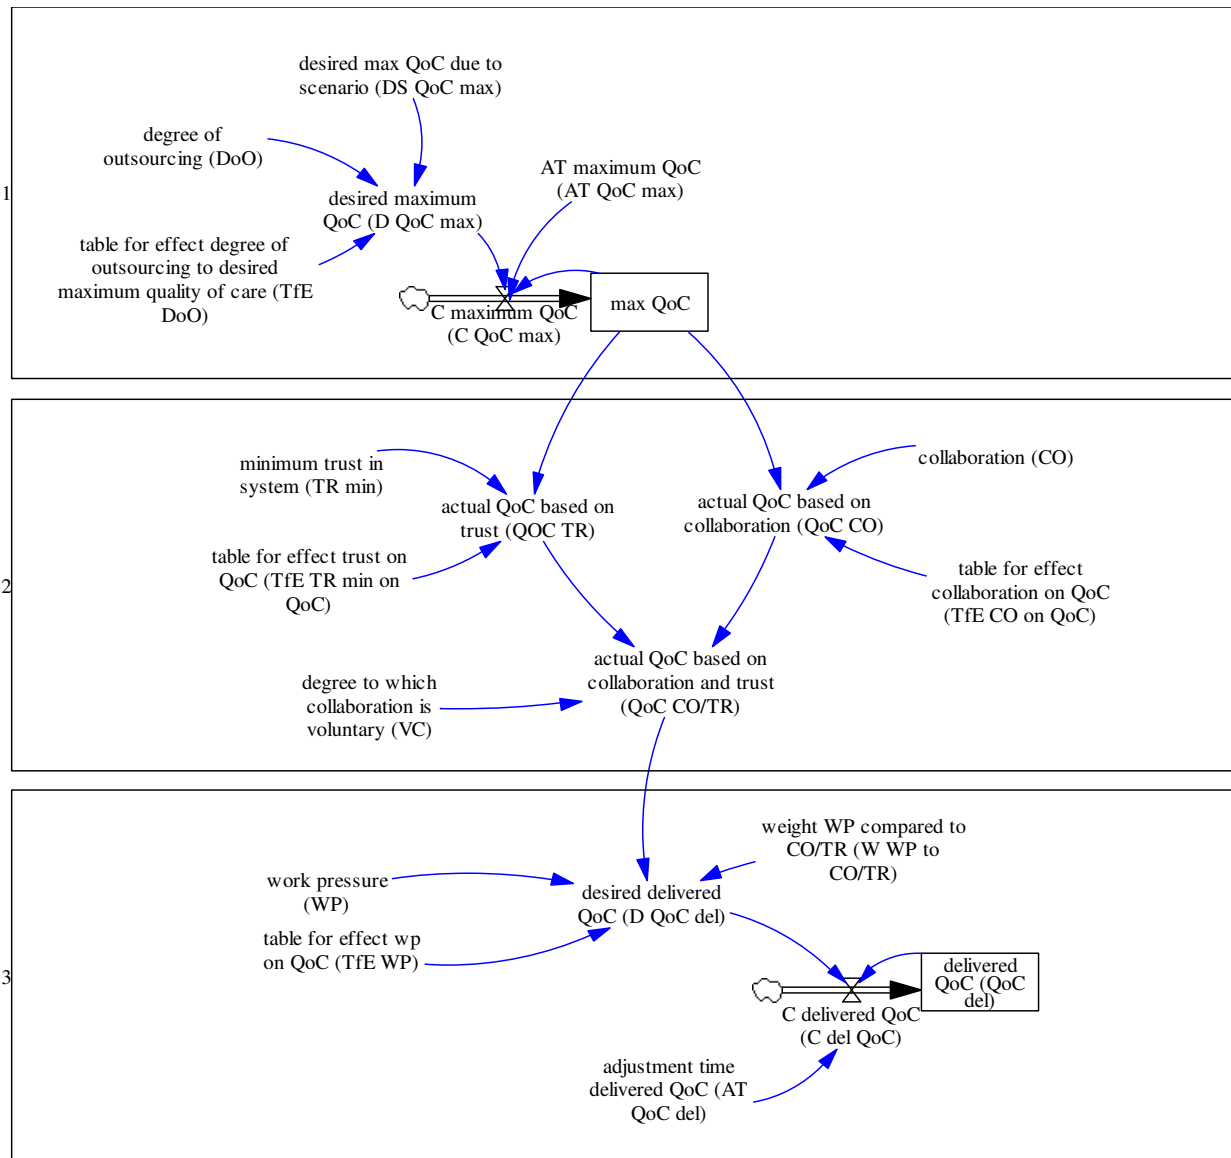 desired max QoC due to
scenario (DS QoC max)
degree of
outsourcing (DoO)
AT maximum QoC
(AT QoC max)
1
desired maximum
QoC (D QoC max)
table for effect degree of
outsourcing to desired
maximum quality of care (TfE
DoO)
C maximum QoC
(C QoC max)
max QoC
minimum trust in
system (TR min)
collaboration (CO)
actual QoC based on
trust (QOC TR)
actual QoC based on
collaboration (QoC CO)
table for effect trust on
QoC (TfE TR min on
QoC)
2
table for effect
collaboration on QoC
(TfE CO on QoC)
actual QoC based on
collaboration and trust
(QoC CO/TR)
degree to which
collaboration is
voluntary (VC)
weight WP compared to
CO/TR (W WP to
CO/TR)
work pressure
(WP)
desired delivered
QoC (D QoC del)
table for effect wp
on QoC (TfE WP)
3
delivered
QoC (QoC
del)
C delivered QoC
(C del QoC)
adjustment time
delivered QoC (AT
QoC del)